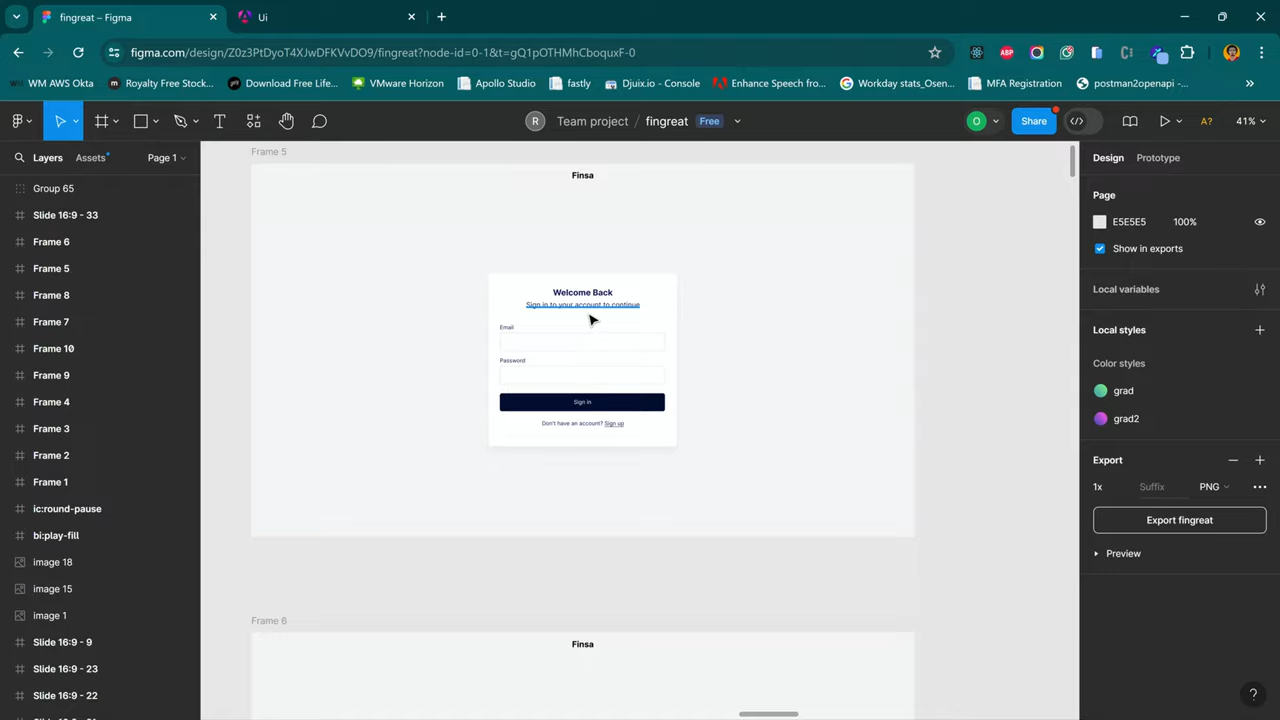 fingreat – Figma
Ui
figma.com/design/Z0z3PtDyoT4XJwDFKVvDO9/fingreat?node-id=0-1&t=gQ1pOTHMhCboquxF-0
ABP
WM AWS Okta
Royalty Free Stock...
Download Free Life...
VMware Horizon
Apollo Studio
fastly
Djuix.io - Console
Enhance Speech fro...
Workday stats_Osen...
MFA Registration
postman2openapi -...
R Team project / fingreat Free
O
Share
A?
41%
Layers
Assets
Page 1
Group 65
Slide 16:9 - 33
Frame 6
Frame 5
Frame 8
Frame 7
Frame 10
Frame 9
Frame 4
Frame 3
Frame 2
Frame 1
ic:round-pause
bi:play-fill
image 18
image 15
image 1
Slide 16:9 - 9
Slide 16:9 - 23
Slide 16:9 - 22
Frame 5
Finsa
Welcome Back
Sign in to your account to continue
Email
Password
Sign in
Don't have an account? Sign up
Frame 6
Finsa
Design
Prototype
Page
E5E5E5
100%
Show in exports
Local variables
Local styles
Color styles
grad
grad2
Export
1x
Suffix
PNG
Export fingreat
Preview
?